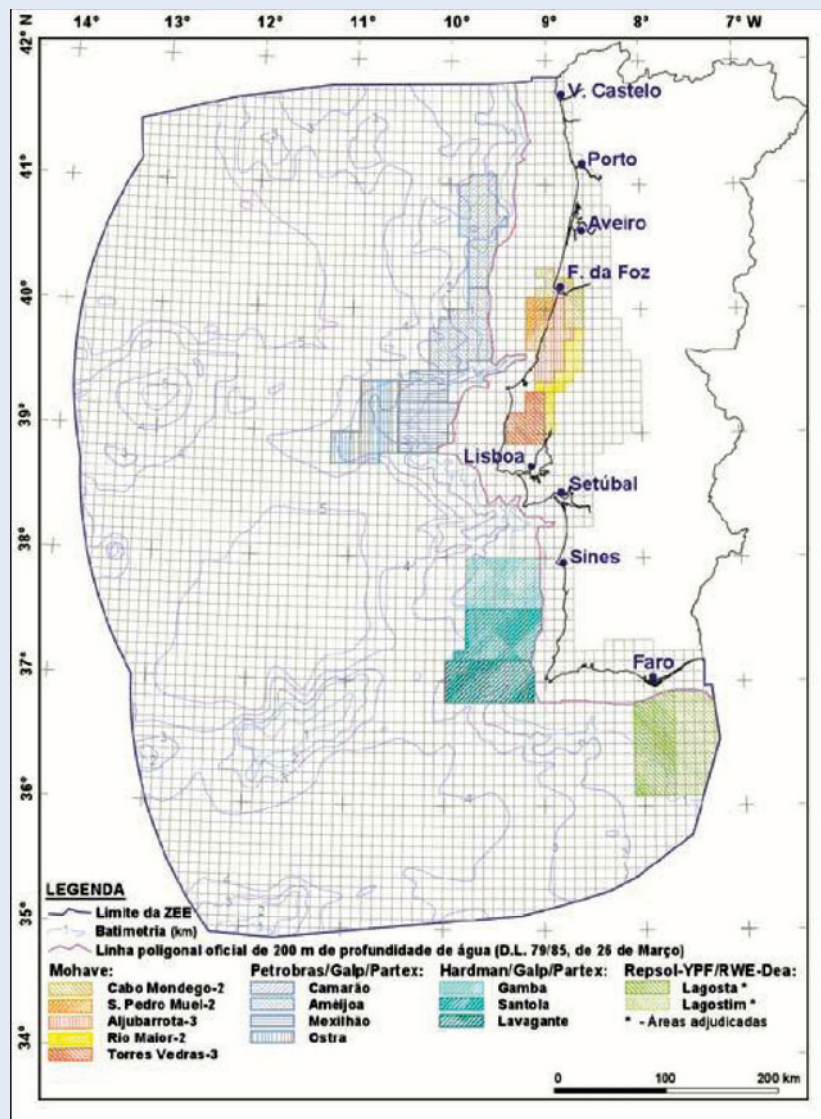 14° 13° 12° 11° 10° 9° 8° 7° W
42° N
41°
40°
39°
38°
37°
36°
35°
34°
V. Castelo
Porto
Aveiro
F. da Foz
Lisboa
Setúbal
Sines
Faro
LEGENDA
Limite da ZEE
Batimetria (km)
Linha poligonal oficial de 200 m de profundidade de água (D.L. 79/85, de 26 de Março)
Mohave:
Cabo Mondego-2
S. Pedro Muel-2
Aljubarrota-3
Rio Maior-2
Torres Vedras-3
Petrobras/Galp/Partex:
Camarão
Amêijoa
Mexilhão
Ostra
Hardman/Galp/Partex:
Gamba
Santola
Lavagante
Repsol-YPF/RWE-Dea:
Lagosta *
Lagostim *
* - Áreas adjudicadas
0 100 200 km